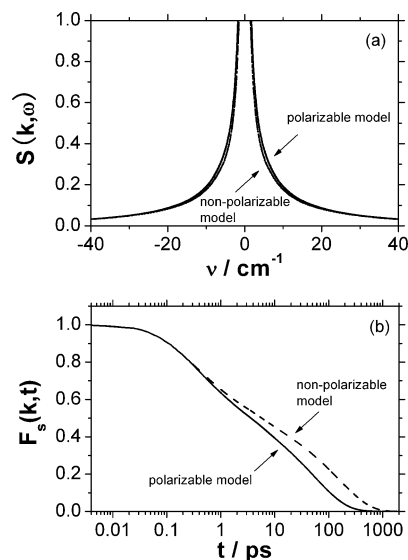 1.0
0.8
0.6
0.4
0.2
0.0
S(k,ω)
(a)
polarizable model
non-polarizable
model
-40 -20 0 20 40
ν / cm-1
1.0
0.8
0.6
0.4
0.2
0.0
Fs(k,t)
(b)
non-polarizable
model
polarizable model
0.01 0.1 1 10 100 1000
t / ps